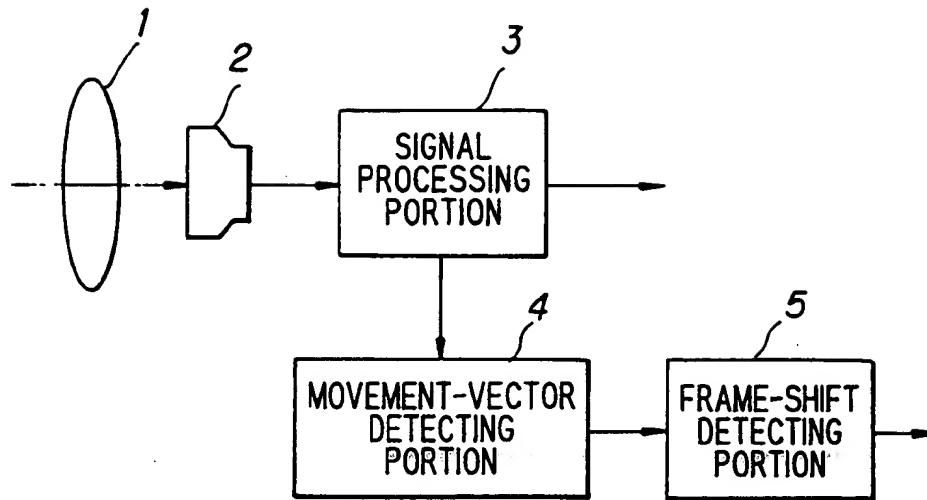 1
2
3
SIGNAL
PROCESSING
PORTION
4
MOVEMENT-VECTOR
DETECTING
PORTION
5
FRAME-SHIFT
DETECTING
PORTION